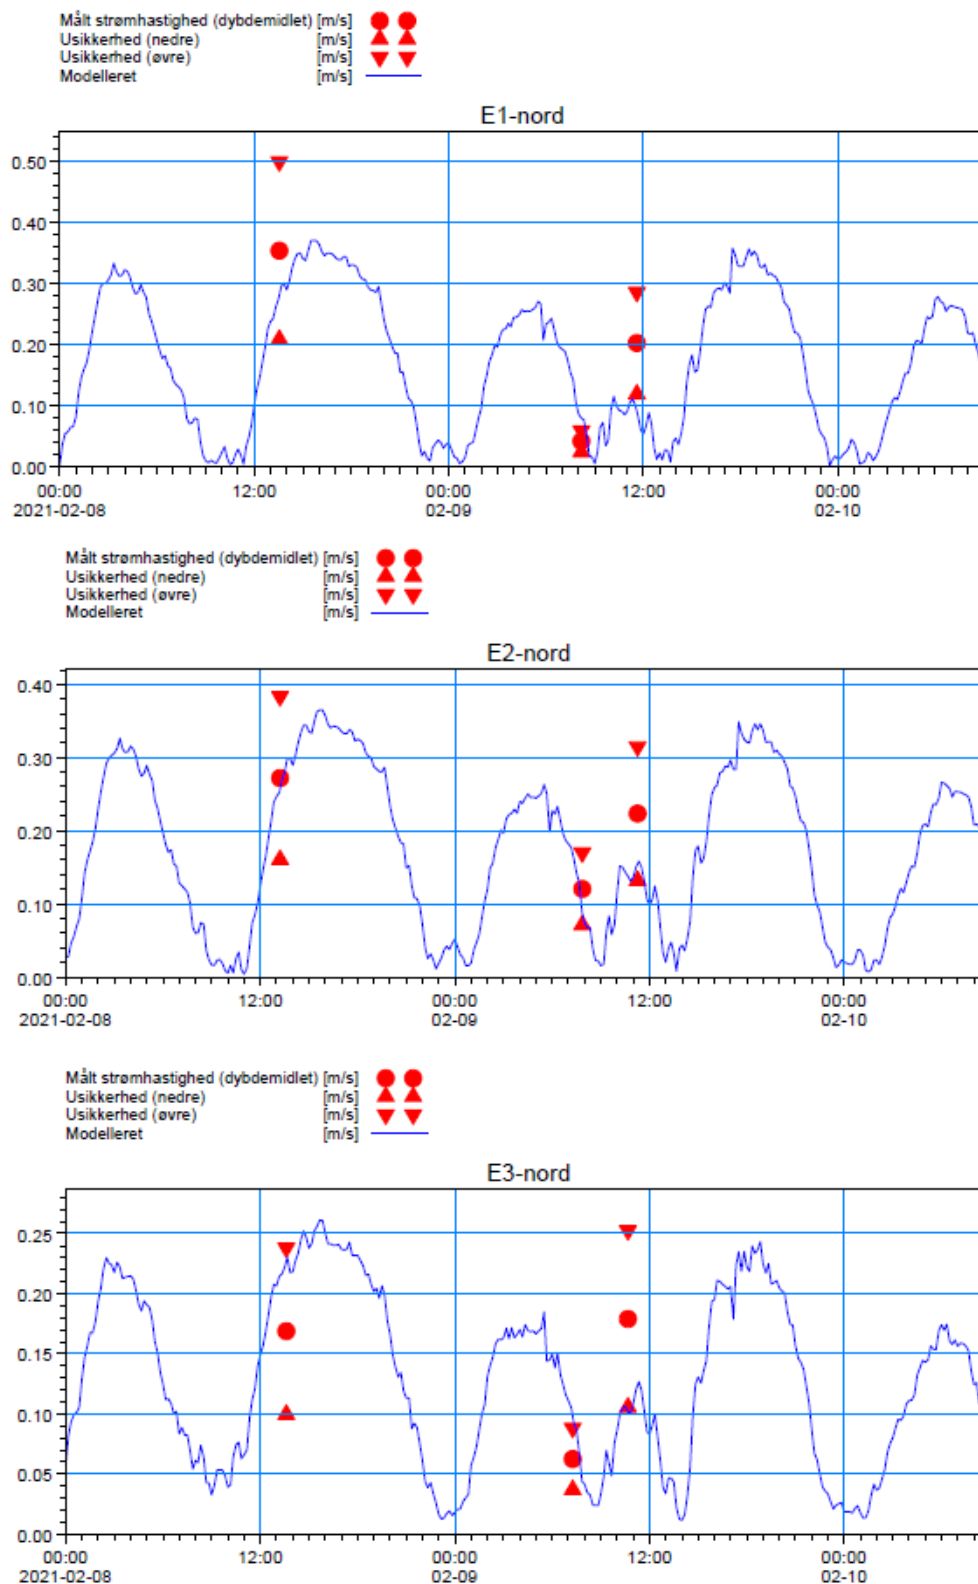 Målt strømhastighed (dybdemidlet) [m/s]
Usikkerhed (nedre) [m/s]
Usikkerhed (øvre) [m/s]
Modelleret [m/s]
E1-nord
0.50
0.40
0.30
0.20
0.10
0.00
00:00 12:00 00:00 12:00 00:00
2021-02-08 02-09 02-10
Målt strømhastighed (dybdemidlet) [m/s]
Usikkerhed (nedre) [m/s]
Usikkerhed (øvre) [m/s]
Modelleret [m/s]
E2-nord
0.40
0.30
0.20
0.10
0.00
00:00 12:00 00:00 12:00 00:00
2021-02-08 02-09 02-10
Målt strømhastighed (dybdemidlet) [m/s]
Usikkerhed (nedre) [m/s]
Usikkerhed (øvre) [m/s]
Modelleret [m/s]
E3-nord
0.25
0.20
0.15
0.10
0.05
0.00
00:00 12:00 00:00 12:00 00:00
2021-02-08 02-09 02-10